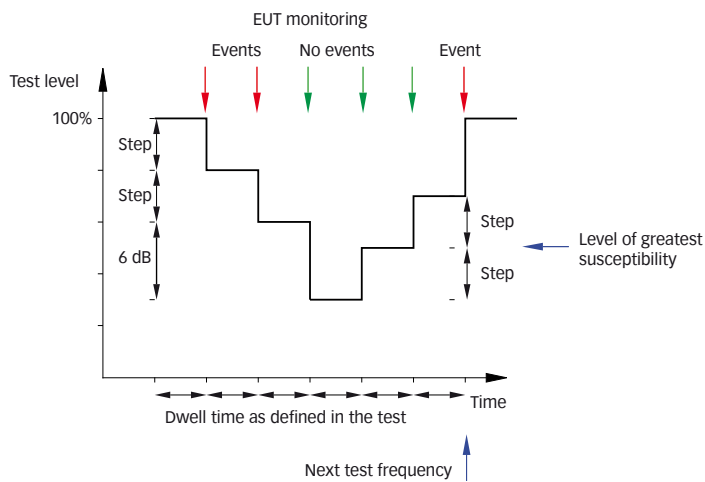 EUT monitoring
Events
No events
Event
Test level
100%
Step
Step
6 dB
Step
Step
Level of greatest
susceptibility
Time
Dwell time as defined in the test
Next test frequency